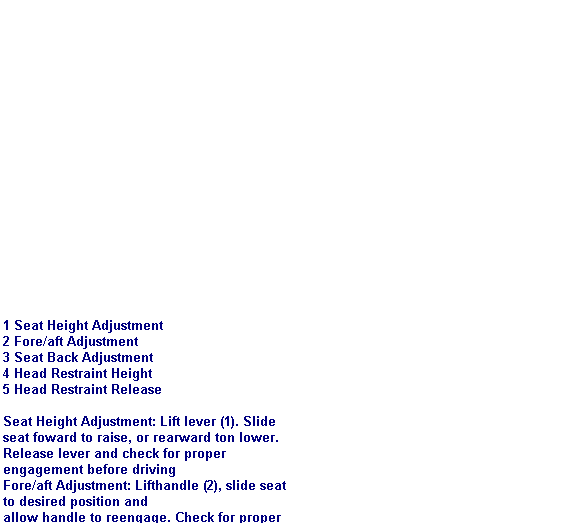 1 Seat Height Adjustment
2 Fore/aft Adjustment
3 Seat Back Adjustment
4 Head Restraint Height
5 Head Restraint Release
Seat Height Adjustment: Lift lever (1). Slide
seat foward to raise, or rearward ton lower.
Release lever and check for proper
engagement before driving
Fore/aft Adjustment: Lifthandle (2), slide seat
to desired position and
allow handle to reengage. Check for proper